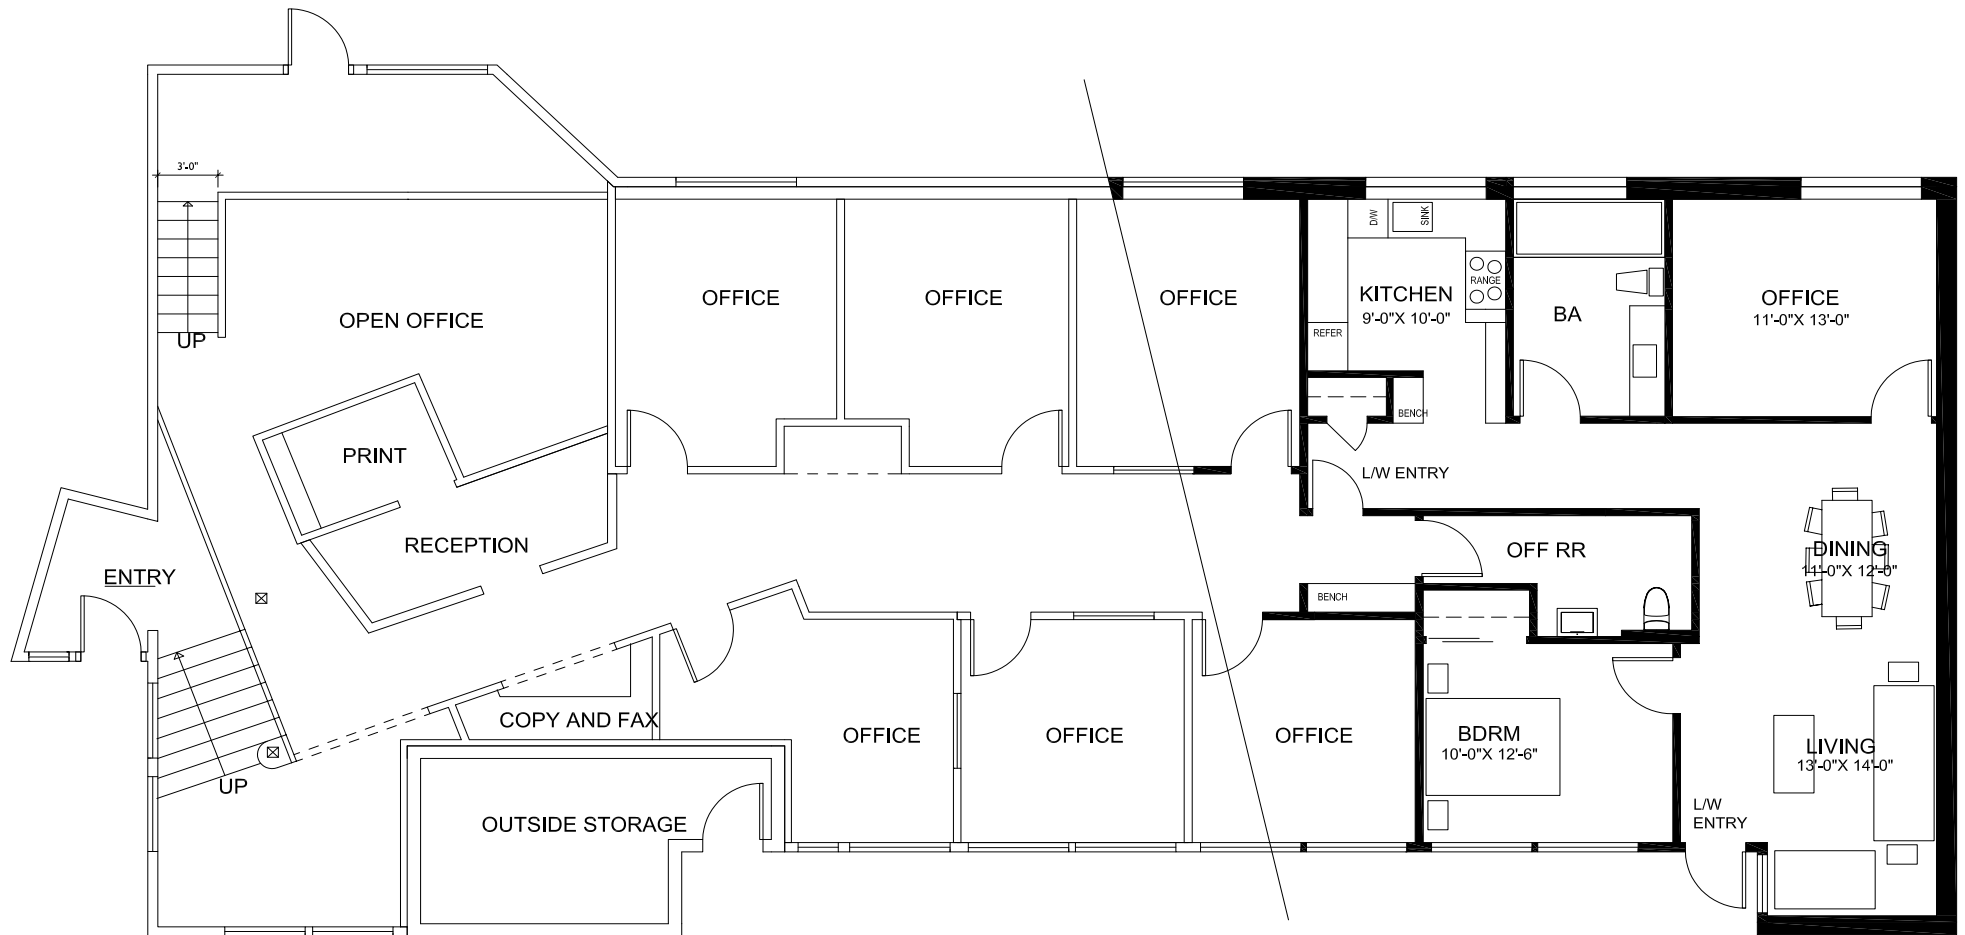 3'-0"
UP
OPEN OFFICE
OFFICE
OFFICE
OFFICE
D/W
SINK
RANGE
KITCHEN
9'-0"X 10'-0"
REFER
BENCH
BA
OFFICE
11'-0"X 13'-0"
PRINT
RECEPTION
L/W ENTRY
OFF RR
DINING
11'-0"X 12'-0"
ENTRY
BENCH
COPY AND FAX
OFFICE
OFFICE
OFFICE
BDRM
10'-0"X 12'-6"
LIVING
13'-0"X 14'-0"
UP
OUTSIDE STORAGE
L/W
ENTRY